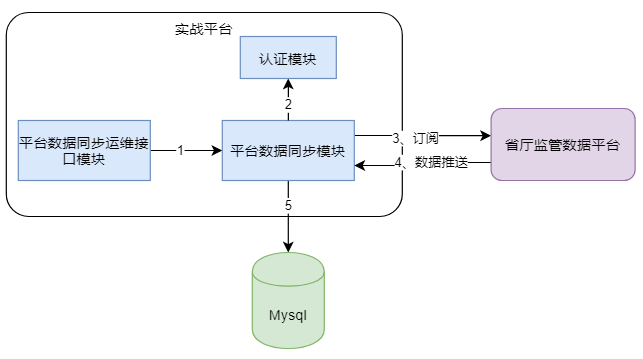 实战平台
认证模块
2
3、订阅
平台数据同步运维接
口模块
1
平台数据同步模块
省厅监管数据平台
4、数据推送
5
Mysql